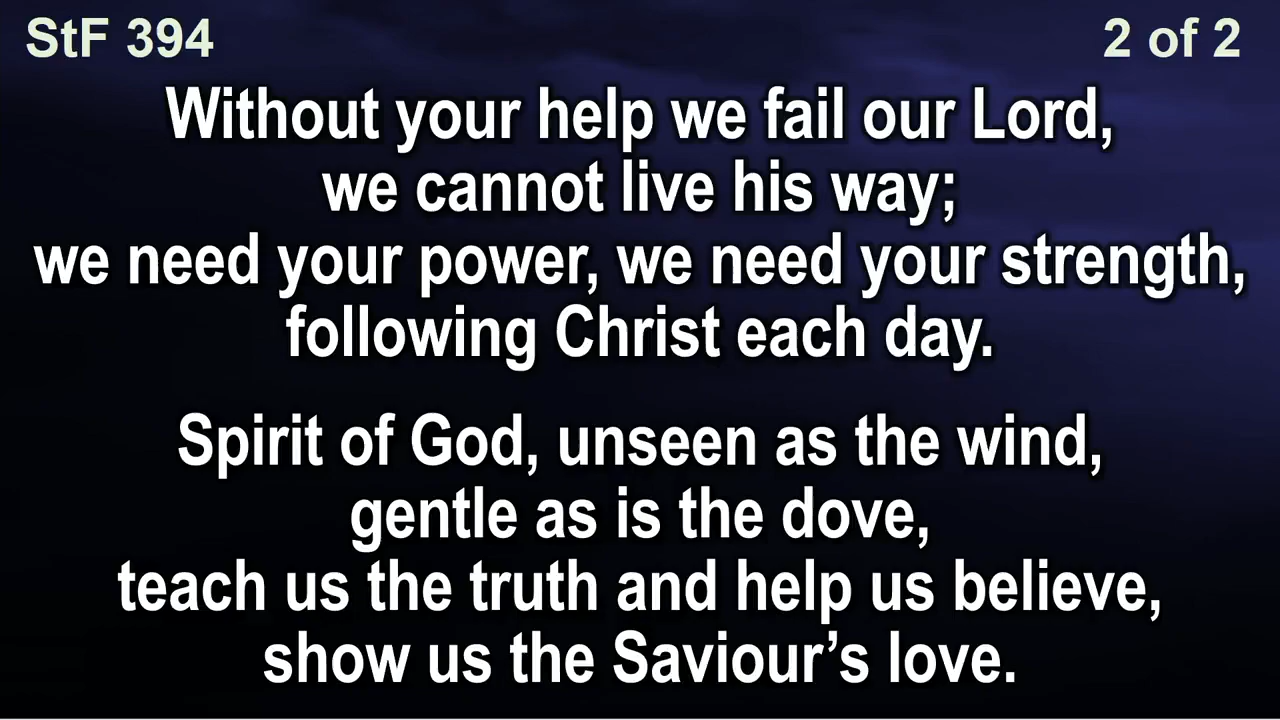 StF 394
2 of 2
Without your help we fail our Lord,
we cannot live his way;
we need your power, we need your strength,
following Christ each day.
Spirit of God, unseen as the wind,
gentle as is the dove,
teach us the truth and help us believe,
show us the Saviour’s love.